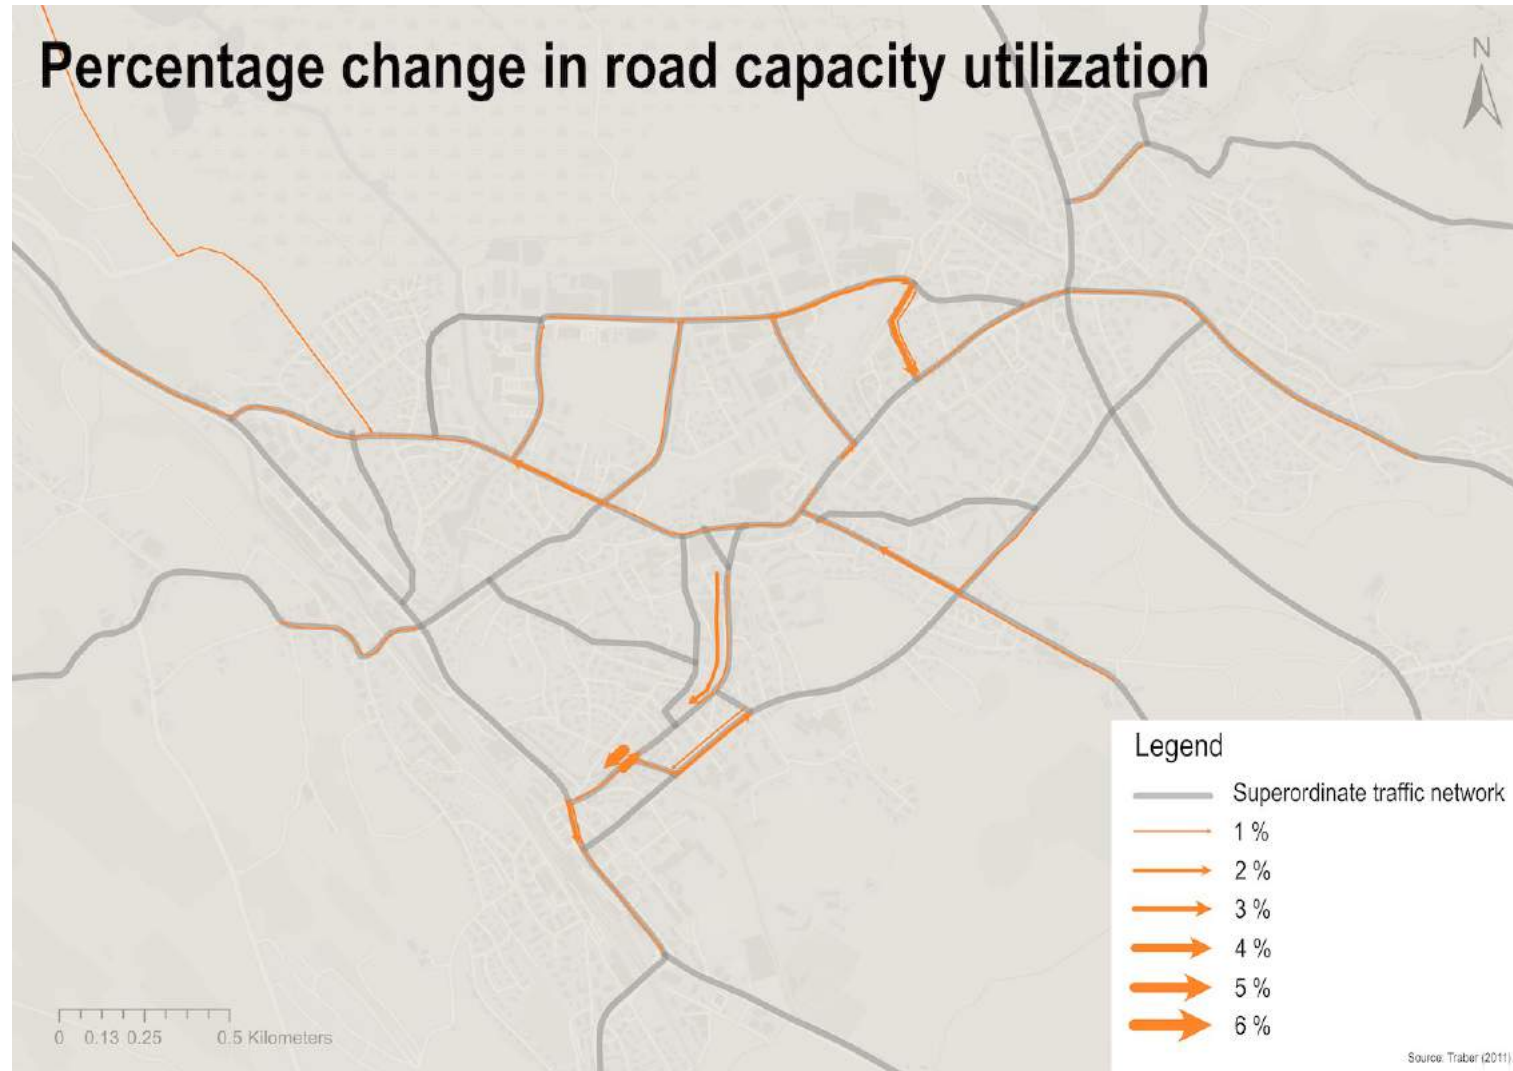 Percentage change in road capacity utilization
N
Legend
Superordinate traffic network
1 %
2 %
3 %
4 %
5 %
6 %
0 0.13 0.25 0.5 Kilometers
Source: Traber (2011)